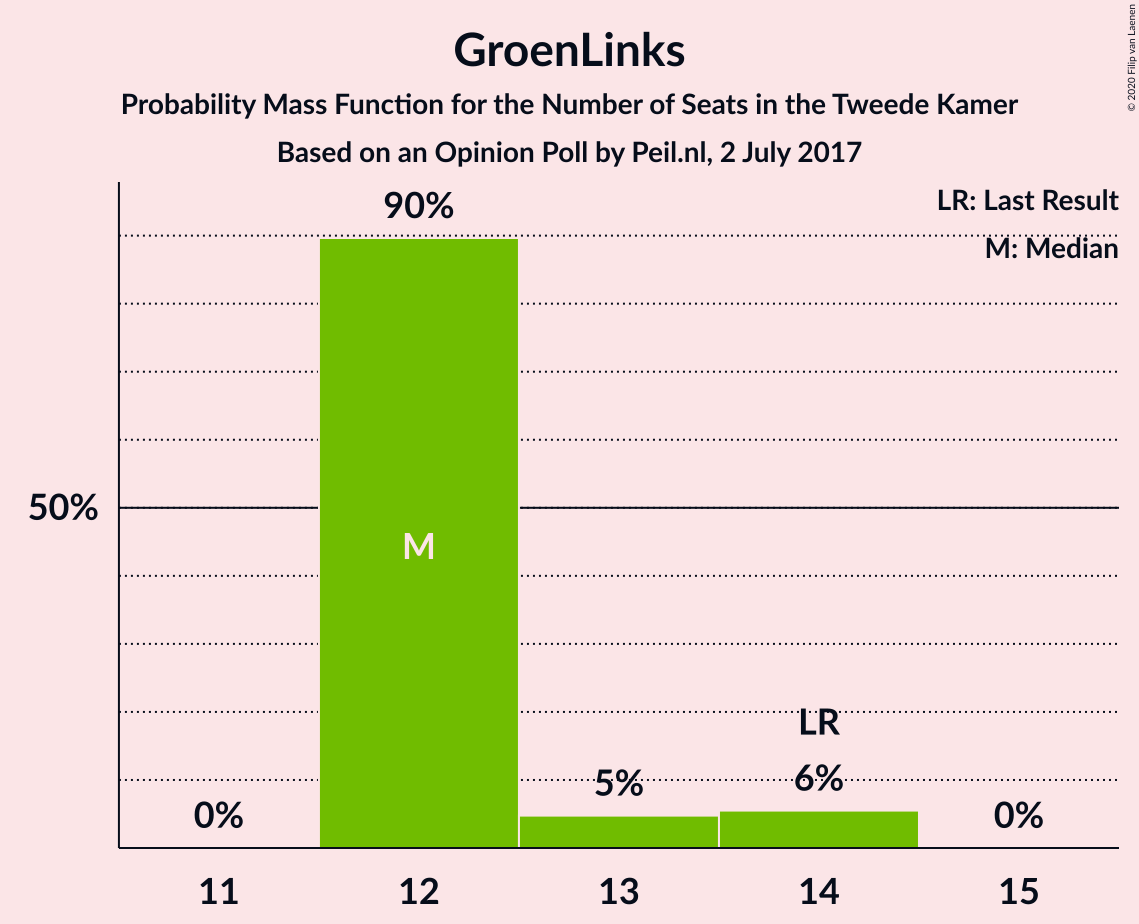 GroenLinks
Probability Mass Function for the Number of Seats in the Tweede Kamer
Based on an Opinion Poll by Peil.nl, 2 July 2017
© 2020 Filip van Laenen
LR: Last Result
M: Median
90%
50%
M
LR
0%
5%
6%
0%
11
12
13
14
15